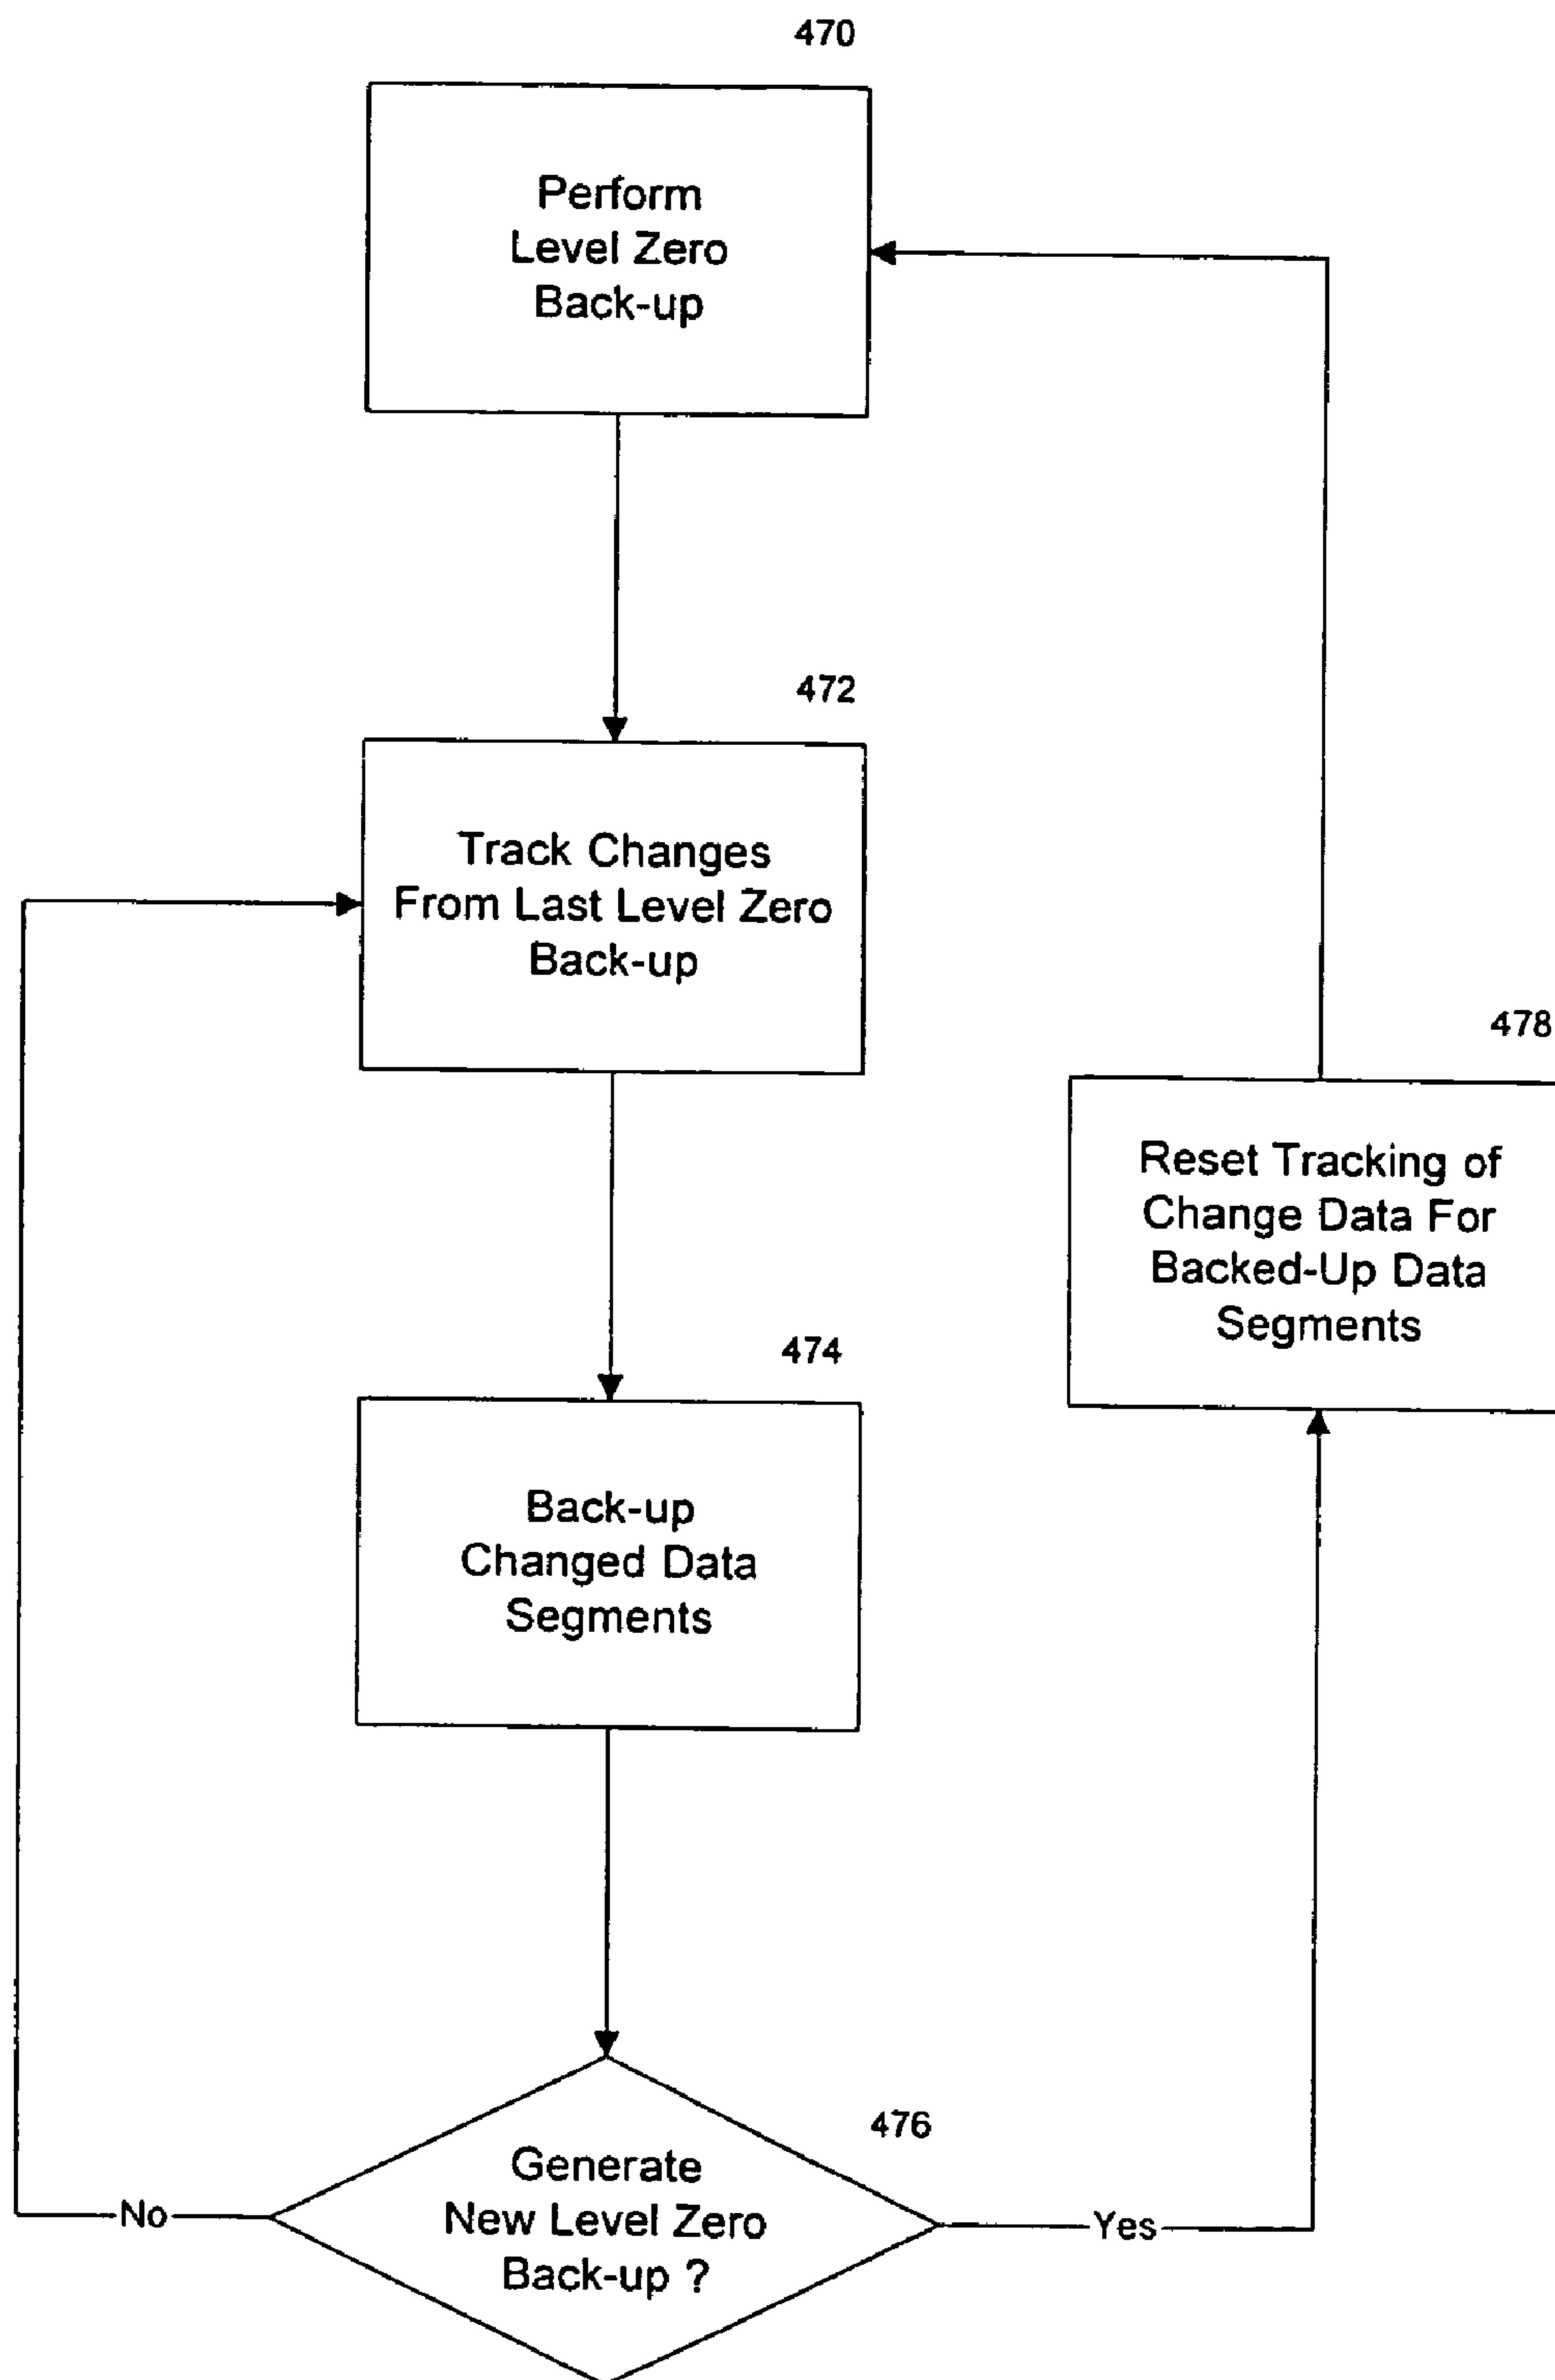 470
Perform
Level Zero
Back-up
472
Track Changes
From Last Level Zero
Back-up
478
Reset Tracking of
Change Data For
Backed-Up Data
Segments
474
Back-up
Changed Data
Segments
476
Generate
New Level Zero
Back-up ?
No
Yes